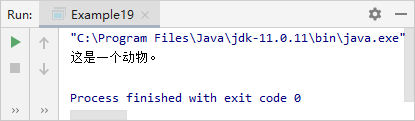 Run: Example19
"C:\Program Files\Java\jdk-11.0.11\bin\java.exe"
这是一个动物。
Process finished with exit code 0